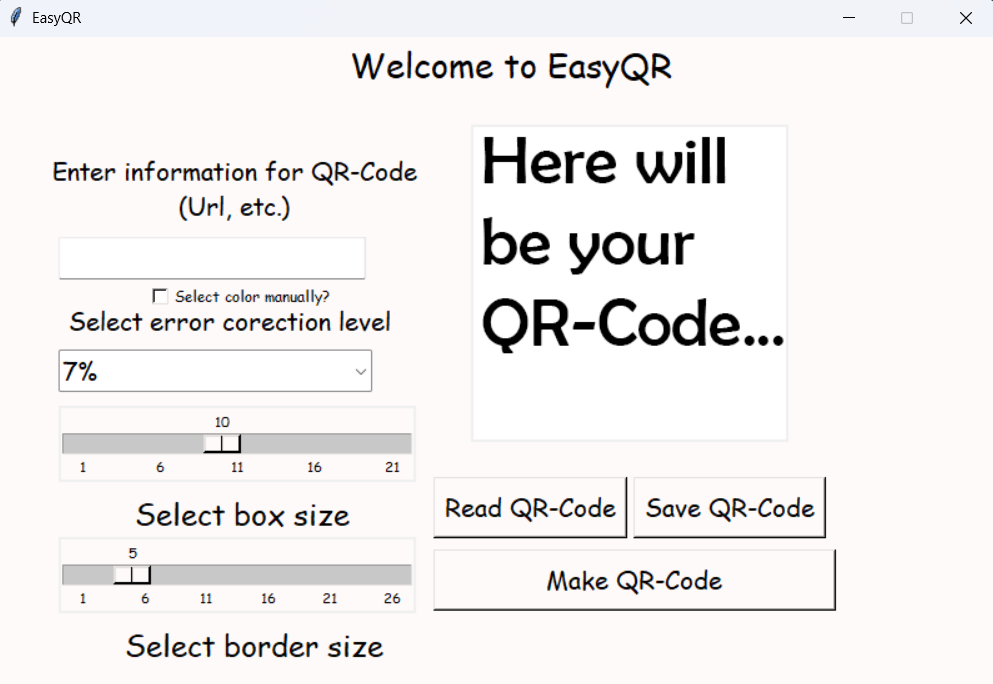 EasyQR
Welcome to EasyQR
Enter information for QR-Code
(Url, etc.)
Select color manually?
Select error corection level
7%
10
1 6 11 16 21
Select box size
5
1 6 11 16 21 26
Select border size
Here will
be your
QR-Code...
Read QR-Code Save QR-Code
Make QR-Code